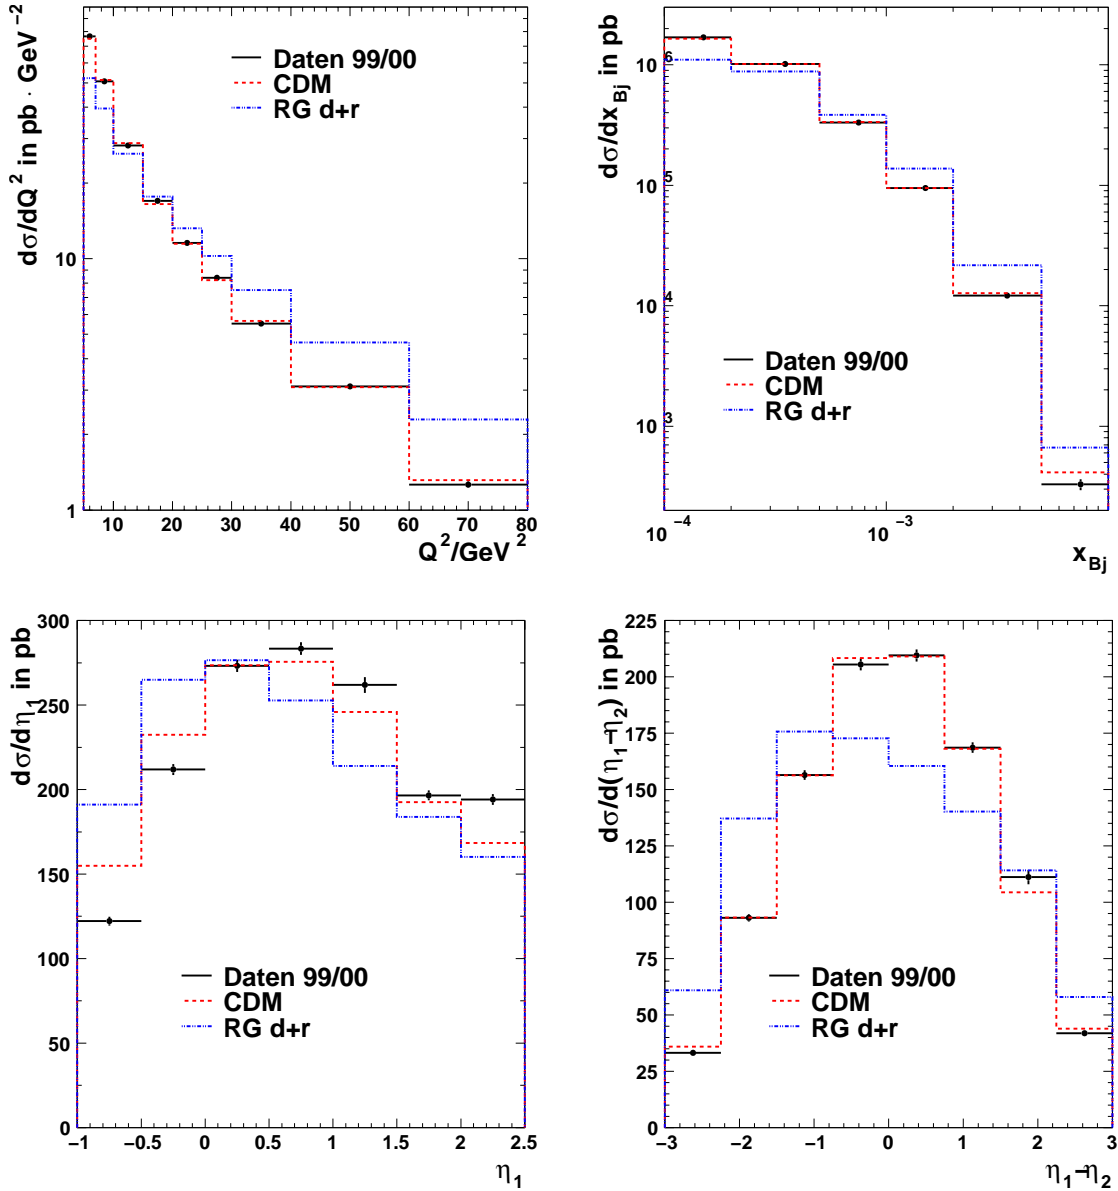 dσ/dQ² in pb · GeV⁻²
10
1
Daten 99/00
CDM
RG d+r
10 20 30 40 50 60 70 80
Q²/GeV²
dσ/dx_Bj in pb
10⁶
10⁵
10⁴
10³
Daten 99/00
CDM
RG d+r
10⁻⁴ 10⁻³
x_Bj
dσ/dη₁ in pb
300
250
200
150
100
50
0
Daten 99/00
CDM
RG d+r
−1 −0.5 0 0.5 1 1.5 2 2.5
η₁
dσ/d(η₁−η₂) in pb
225
200
175
150
125
100
75
50
25
0
Daten 99/00
CDM
RG d+r
−3 −2 −1 0 1 2 3
η₁−η₂